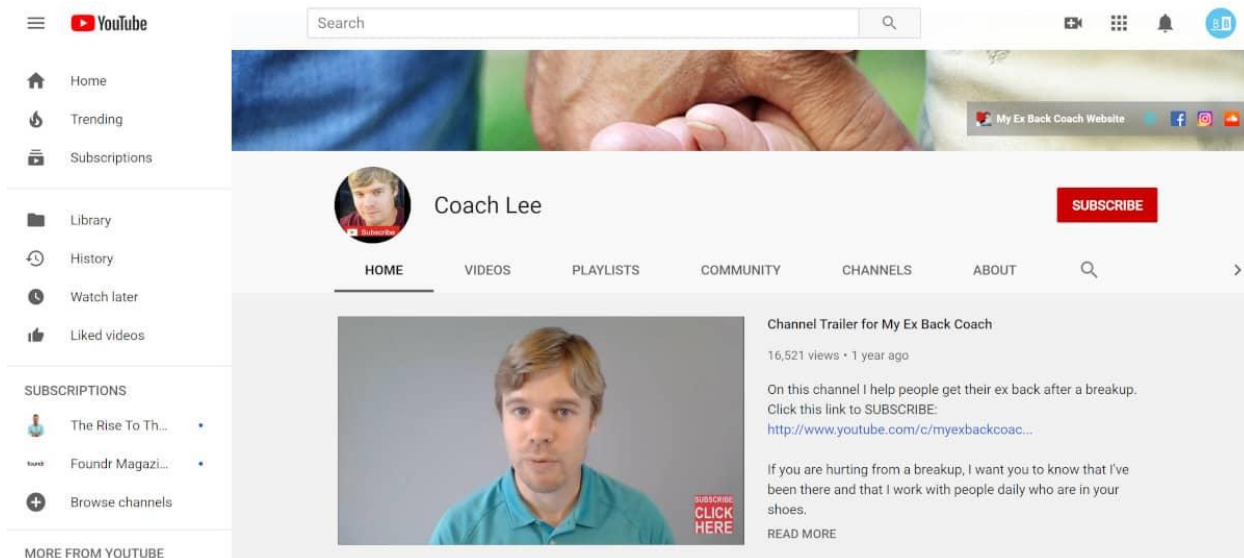 YouTube
Search
B B
Home
Trending
Subscriptions
Library
History
Watch later
Liked videos
SUBSCRIPTIONS
The Rise To Th...
Foundr Magazi...
Browse channels
MORE FROM YOUTUBE
My Ex Back Coach Website
Subscribe
Coach Lee
SUBSCRIBE
HOME VIDEOS PLAYLISTS COMMUNITY CHANNELS ABOUT
SUBSCRIBE
CLICK
HERE
Channel Trailer for My Ex Back Coach
16,521 views • 1 year ago
On this channel I help people get their ex back after a breakup.
Click this link to SUBSCRIBE:
http://www.youtube.com/c/myexbackcoac...
If you are hurting from a breakup, I want you to know that I've
been there and that I work with people daily who are in your
shoes.
READ MORE